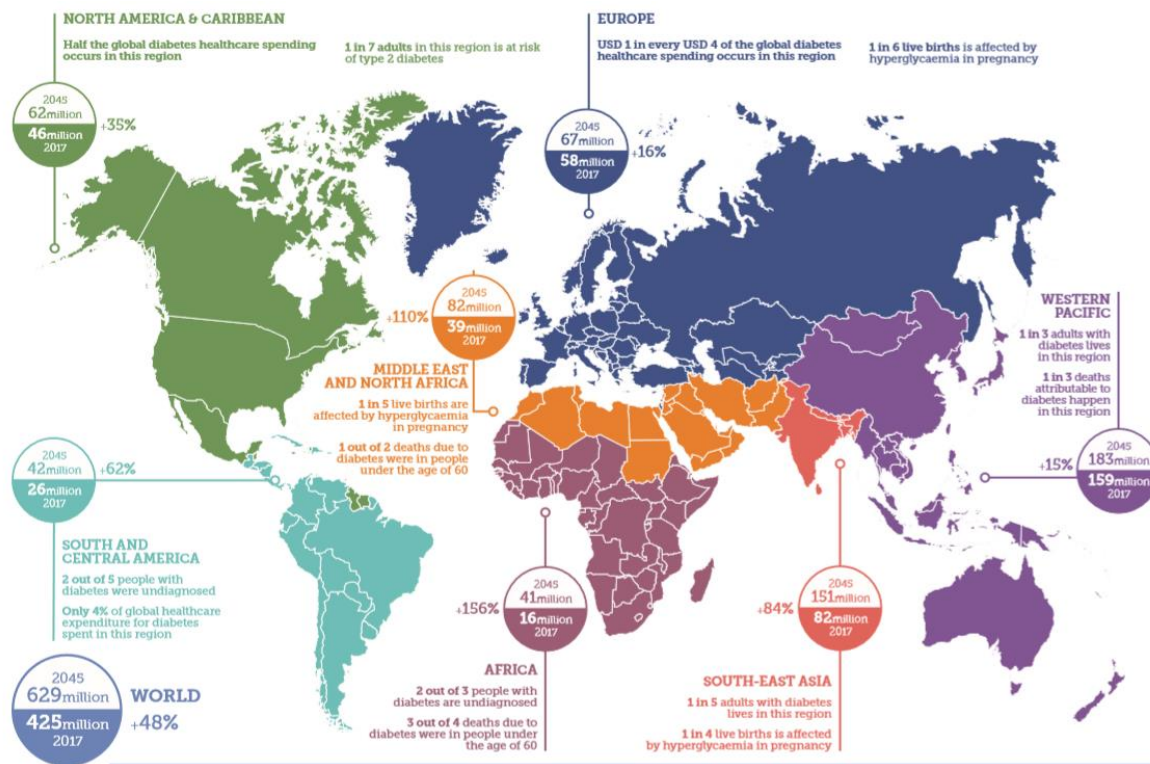 NORTH AMERICA & CARIBBEAN
Half the global diabetes healthcare spending
occurs in this region
1 in 7 adults in this region is at risk
of type 2 diabetes
2045
62million
46million
2017
+35%
EUROPE
USD 1 in every USD 4 of the global diabetes
healthcare spending occurs in this region
1 in 6 live births is affected by
hyperglycaemia in pregnancy
2045
67million
58million
2017
+16%
2045
82million
39million
2017
+110%
MIDDLE EAST
AND NORTH AFRICA
1 in 5 live births are
affected by hyperglycaemia
in pregnancy
1 out of 2 deaths due to
diabetes were in people
under the age of 60
WESTERN
PACIFIC
1 in 3 adults with
diabetes lives
in this region
1 in 3 deaths
attributable to
diabetes happen
in this region
2045
183million
159million
2017
+15%
2045
42million
26million
2017
+62%
SOUTH AND
CENTRAL AMERICA
2 out of 5 people with
diabetes were undiagnosed
Only 4% of global healthcare
expenditure for diabetes
spent in this region
2045
41million
16million
2017
+156%
AFRICA
2 out of 3 people with
diabetes are undiagnosed
3 out of 4 deaths due to
diabetes were in people under
the age of 60
2045
151million
82million
2017
+84%
SOUTH-EAST ASIA
1 in 5 adults with diabetes
lives in this region
1 in 4 live births is affected
by hyperglycaemia in pregnancy
2045
629million
425million
2017
WORLD
+48%